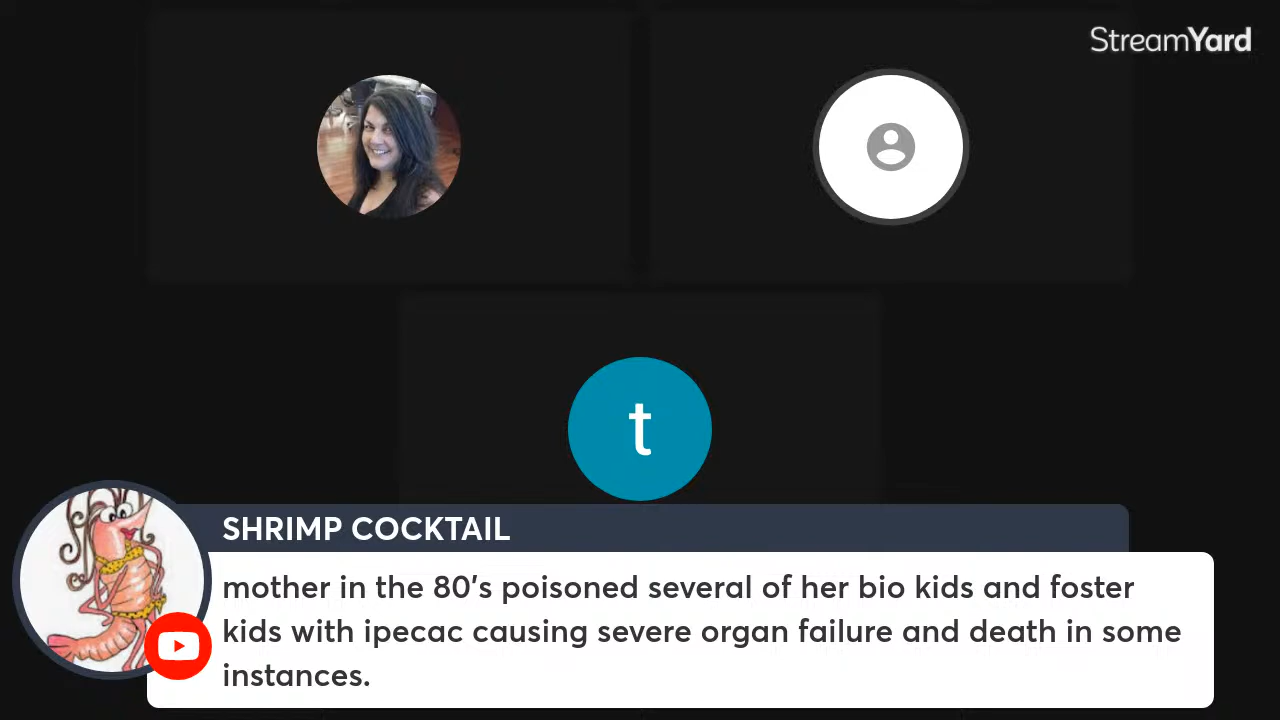 StreamYard
t
SHRIMP COCKTAIL
mother in the 80's poisoned several of her bio kids and foster
kids with ipecac causing severe organ failure and death in some
instances.